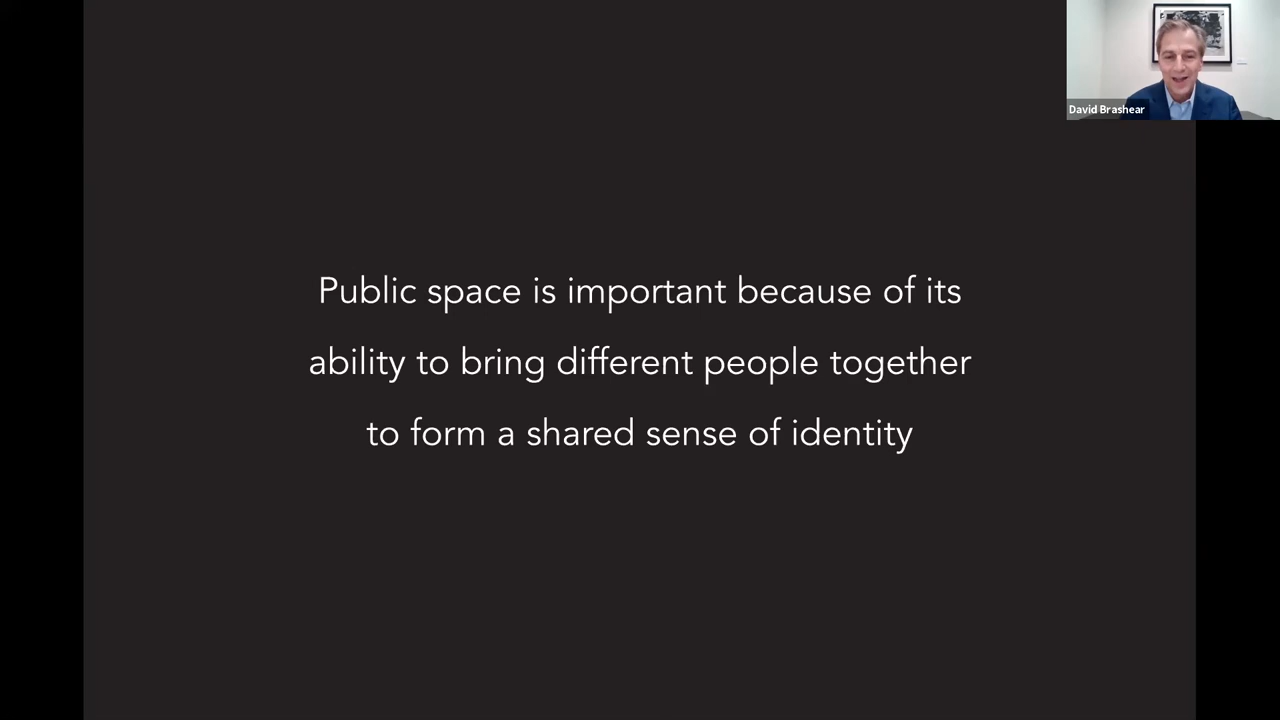 David Brashear
Public space is important because of its
ability to bring different people together
to form a shared sense of identity